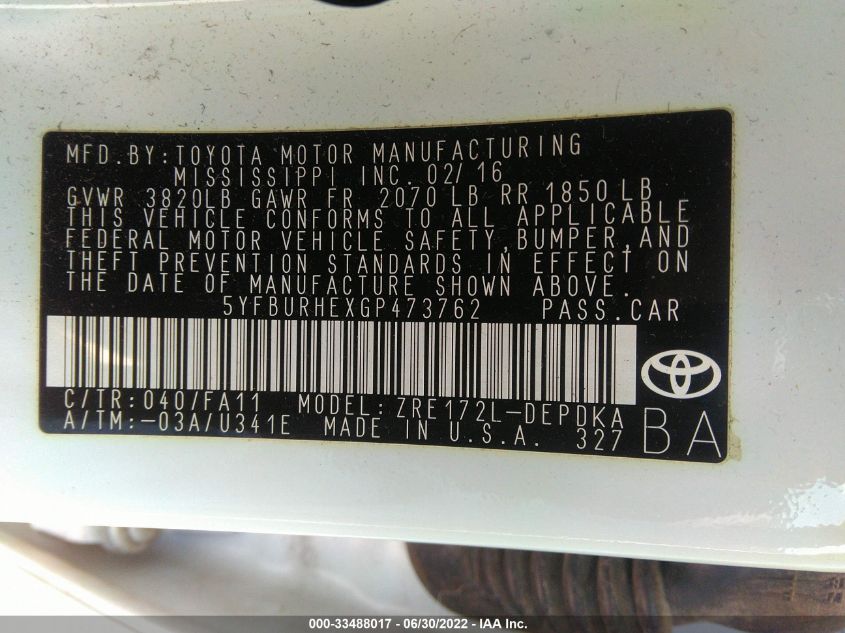 MFD. BY: TOYOTA MOTOR MANUFACTURING
MISSISSIPPI INC. 02/16
GVWR 3820LB GAWR FR 2070 LB RR 1850 LB
THIS VEHICLE CONFORMS TO ALL APPLICABLE
FEDERAL MOTOR VEHICLE SAFETY, BUMPER, AND
THEFT PREVENTION STANDARDS IN EFFECT ON
THE DATE OF MANUFACTURE SHOWN ABOVE.
5YFBURHEXGP473762 PASS. CAR
C/TR: 040/FA11 MODEL: ZRE172L-DEPDKA
A/TM: -03A/U341E MADE IN U.S.A. 327 BA
000-33488017 - 06/30/2022 - IAA Inc.